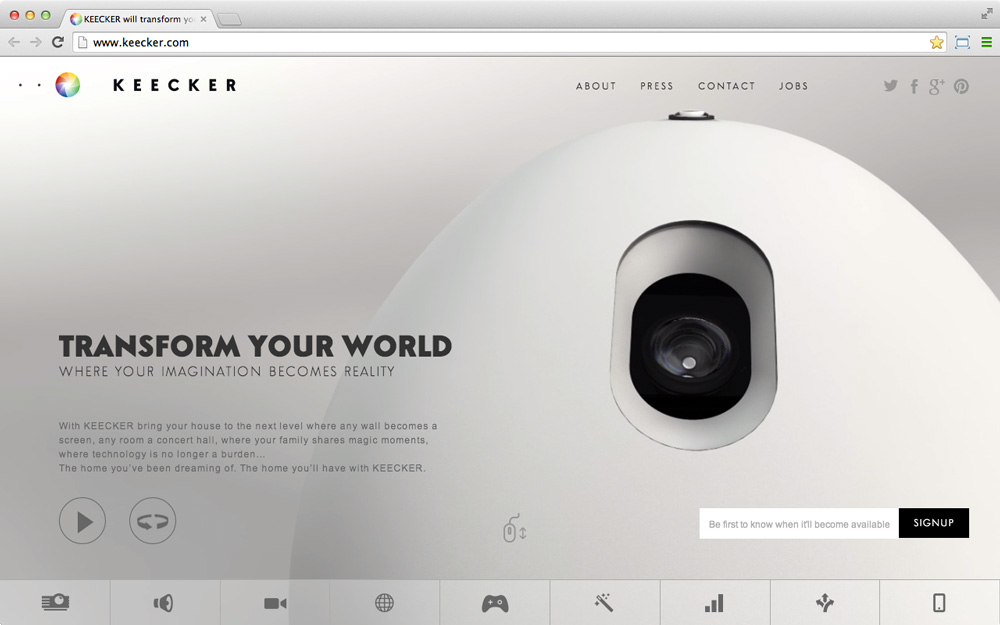 KEECKER will transform yo
www.keecker.com
KEECKER
ABOUT PRESS CONTACT JOBS
TRANSFORM YOUR WORLD
WHERE YOUR IMAGINATION BECOMES REALITY
With KEECKER bring your house to the next level where any wall becomes a
screen, any room a concert hall, where your family shares magic moments,
where technology is no longer a burden...
The home you've been dreaming of. The home you'll have with KEECKER.
Be first to know when it'll become available
SIGNUP